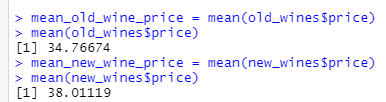 > mean_old_wine_price = mean(old_wines$price)
> mean(old_wines$price)
[1] 34.76674
> mean_new_wine_price = mean(new_wines$price)
> mean(new_wines$price)
[1] 38.01119